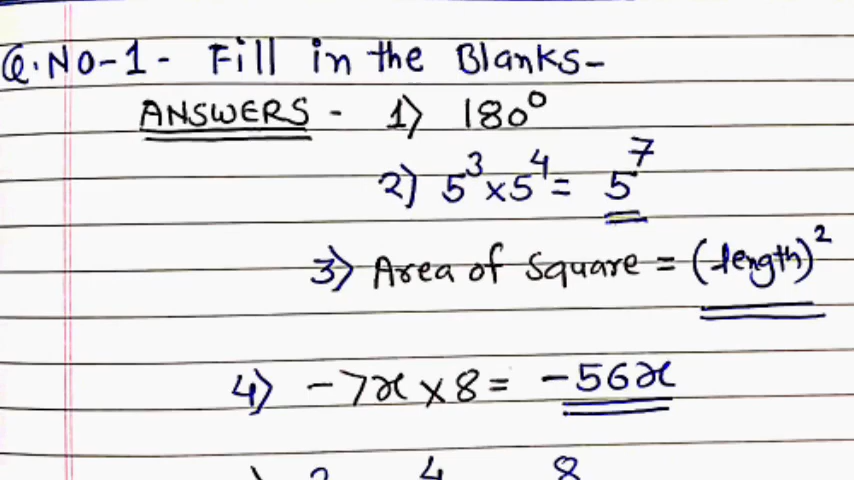 Q.No-1- Fill in the Blanks-
ANSWERS - 1) 180°
2) 5³×5⁴= 5⁷
3) Area of square = (length)²
4) -7x × 8 = -56x